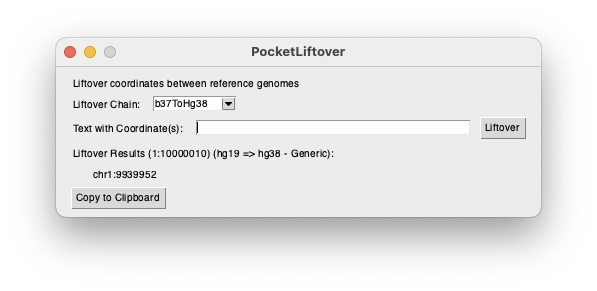 PocketLiftover
Liftover coordinates between reference genomes
Liftover Chain: b37ToHg38
Text with Coordinate(s): Liftover
Liftover Results (1:10000010) (hg19 => hg38 - Generic):
chr1:9939952
Copy to Clipboard